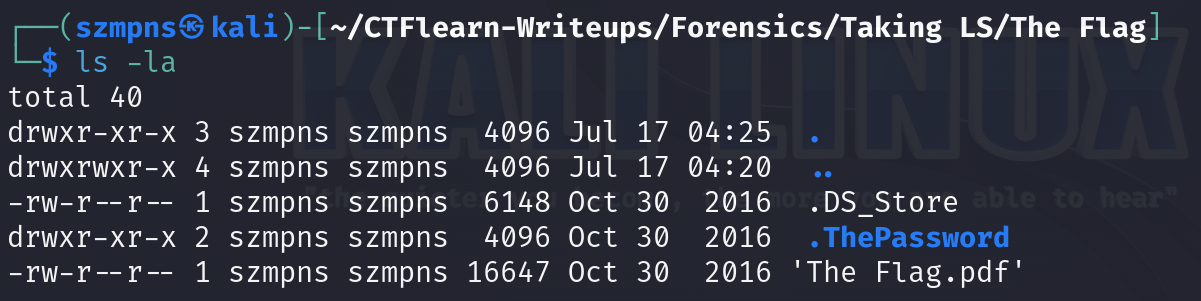 ┌──(szmpns㉿kali)-[~/CTFlearn-Writeups/Forensics/Taking LS/The Flag]
└─$ ls -la
total 40
drwxr-xr-x 3 szmpns szmpns  4096 Jul 17 04:25  .
drwxrwxr-x 4 szmpns szmpns  4096 Jul 17 04:20  ..
-rw-r--r-- 1 szmpns szmpns  6148 Oct 30  2016  .DS_Store
drwxr-xr-x 2 szmpns szmpns  4096 Oct 30  2016  .ThePassword
-rw-r--r-- 1 szmpns szmpns 16647 Oct 30  2016 'The Flag.pdf'
KALI LINUX
able to hear"